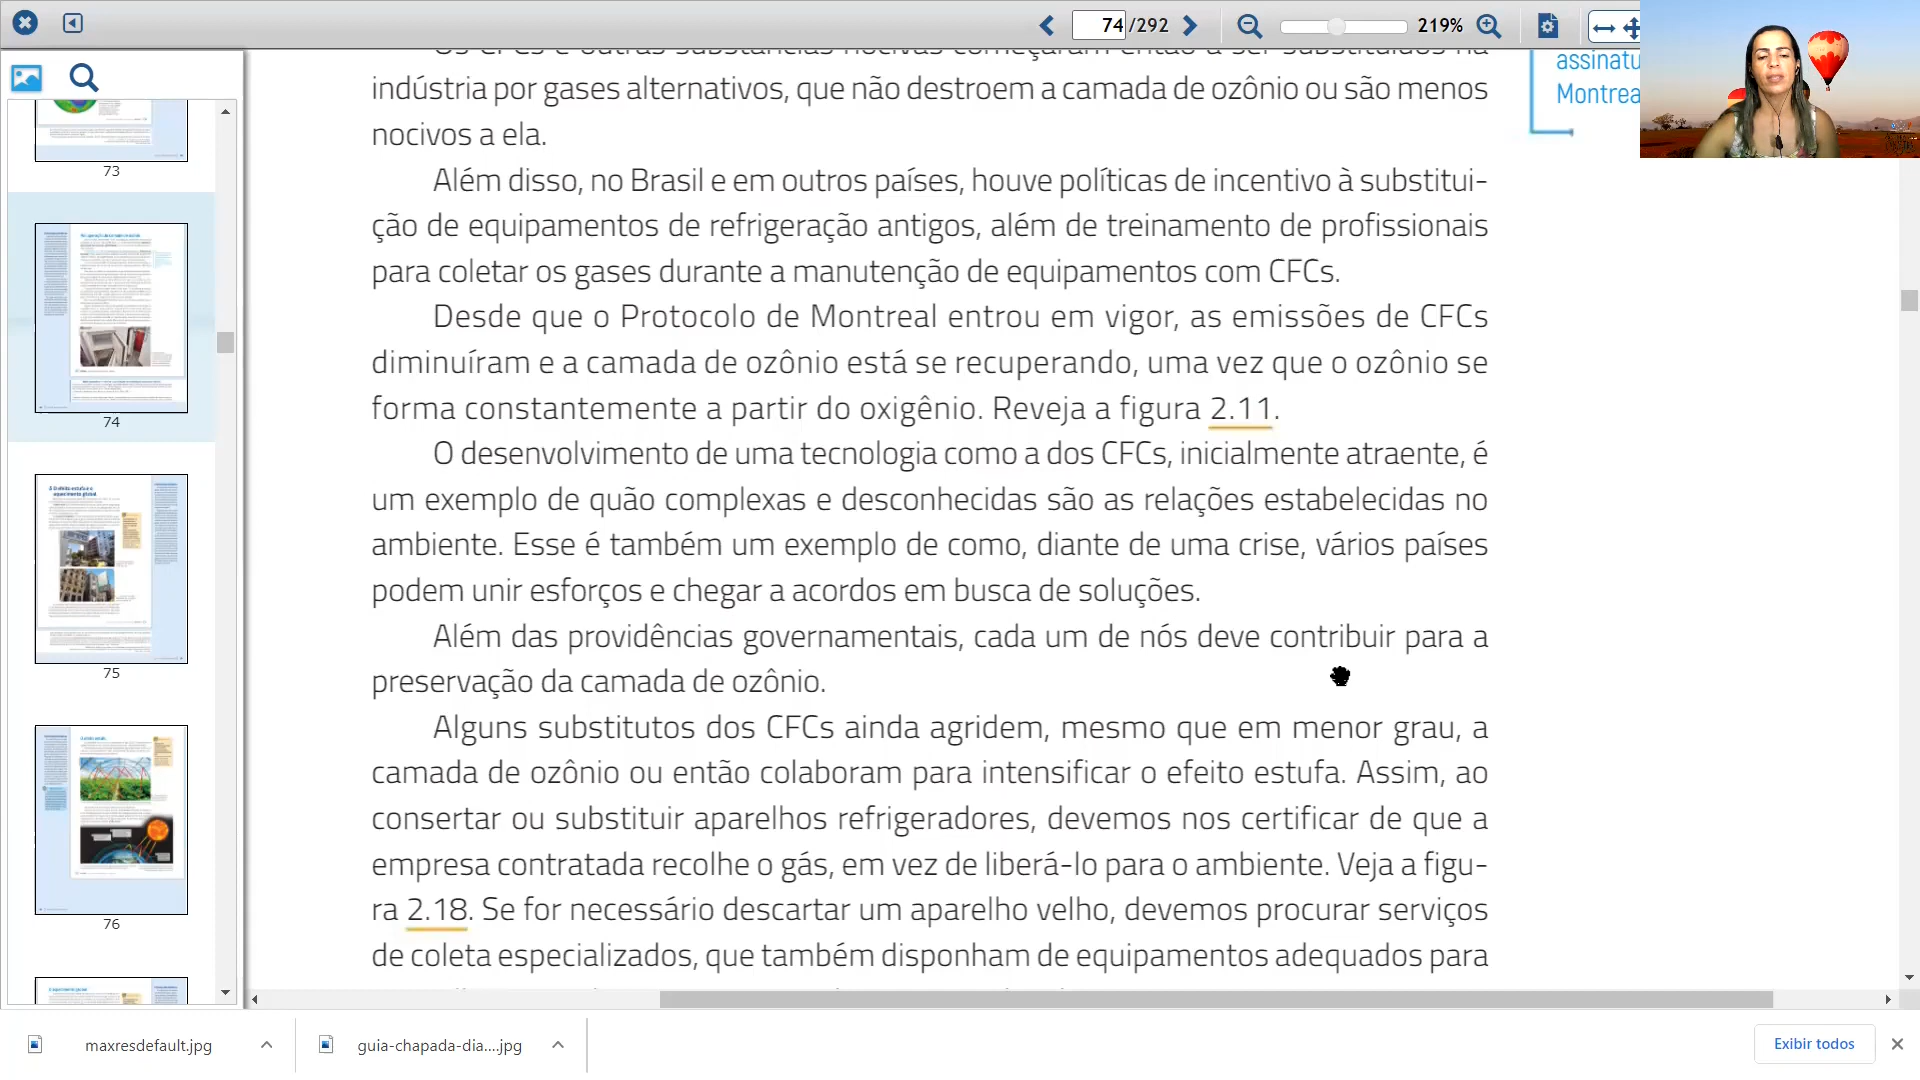 74 /292
219%
assinatu
Montrea
Os CFCs e outras substâncias nocivas começaram então a ser substituídos na
indústria por gases alternativos, que não destroem a camada de ozônio ou são menos
nocivos a ela.
Além disso, no Brasil e em outros países, houve políticas de incentivo à substitui-
ção de equipamentos de refrigeração antigos, além de treinamento de profissionais
para coletar os gases durante a manutenção de equipamentos com CFCs.
Desde que o Protocolo de Montreal entrou em vigor, as emissões de CFCs
diminuíram e a camada de ozônio está se recuperando, uma vez que o ozônio se
forma constantemente a partir do oxigênio. Reveja a figura 2.11.
O desenvolvimento de uma tecnologia como a dos CFCs, inicialmente atraente, é
um exemplo de quão complexas e desconhecidas são as relações estabelecidas no
ambiente. Esse é também um exemplo de como, diante de uma crise, vários países
podem unir esforços e chegar a acordos em busca de soluções.
Além das providências governamentais, cada um de nós deve contribuir para a
preservação da camada de ozônio.
Alguns substitutos dos CFCs ainda agridem, mesmo que em menor grau, a
camada de ozônio ou então colaboram para intensificar o efeito estufa. Assim, ao
consertar ou substituir aparelhos refrigeradores, devemos nos certificar de que a
empresa contratada recolhe o gás, em vez de liberá-lo para o ambiente. Veja a figu-
ra 2.18. Se for necessário descartar um aparelho velho, devemos procurar serviços
de coleta especializados, que também disponham de equipamentos adequados para
73
74
75
76
maxresdefault.jpg
guia-chapada-dia....jpg
Exibir todos